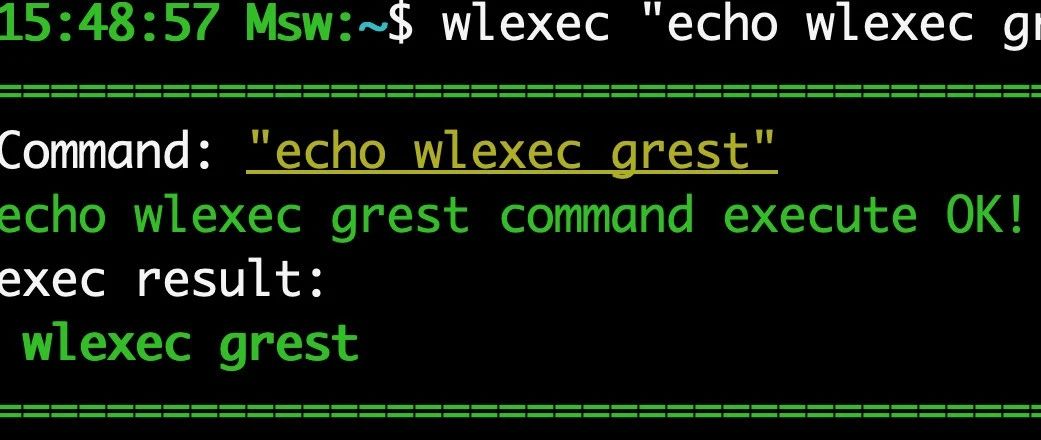 15:48:57 Msw:~$ wlexec "echo wlexec gr
=====================================
Command: "echo wlexec grest"
echo wlexec grest command execute OK!
exec result:
wlexec grest
=====================================